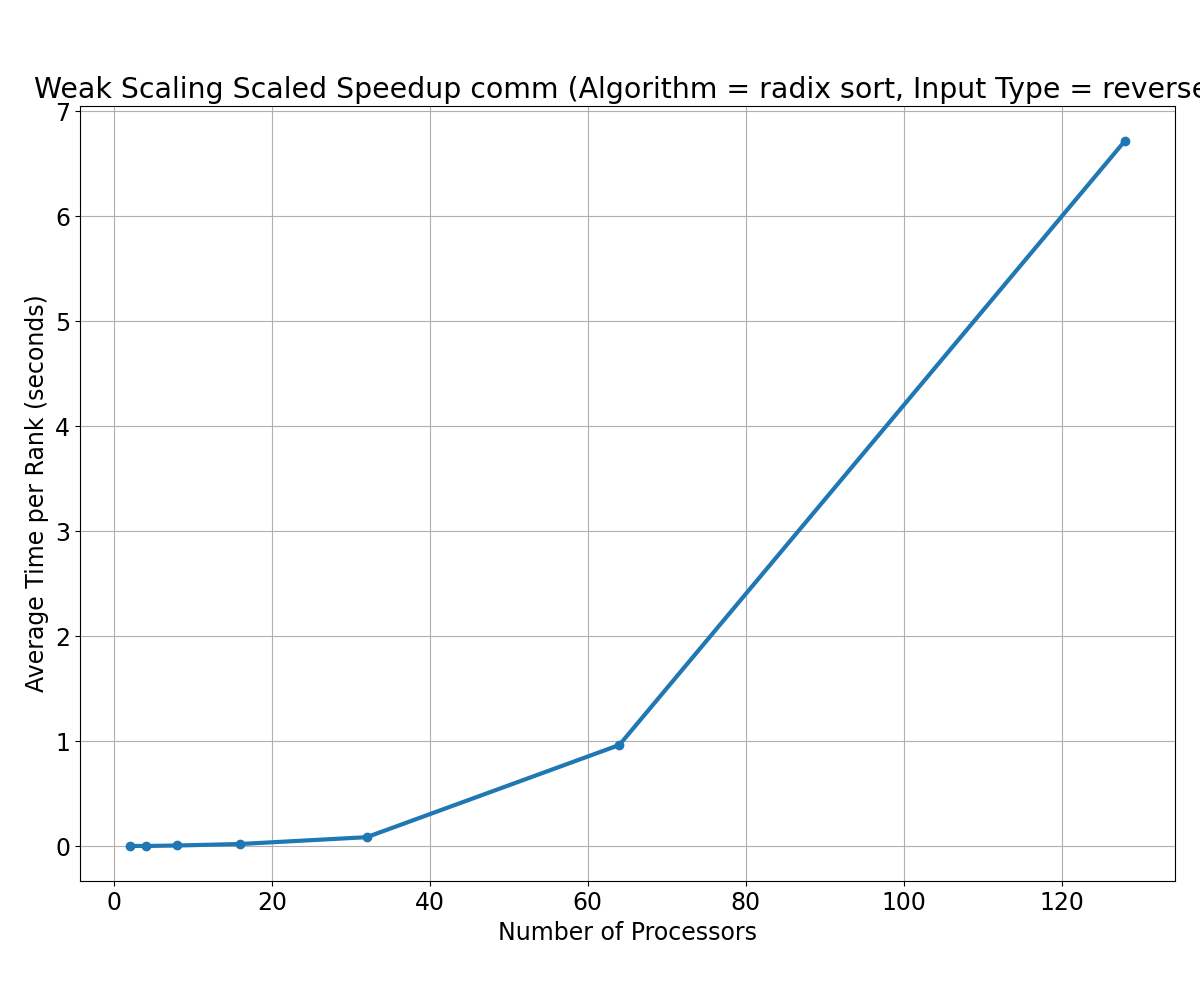 Weak Scaling Scaled Speedup comm (Algorithm = radix sort, Input Type = reverse
7
6
5
4
3
2
1
0
Average Time per Rank (seconds)
0 20 40 60 80 100 120
Number of Processors